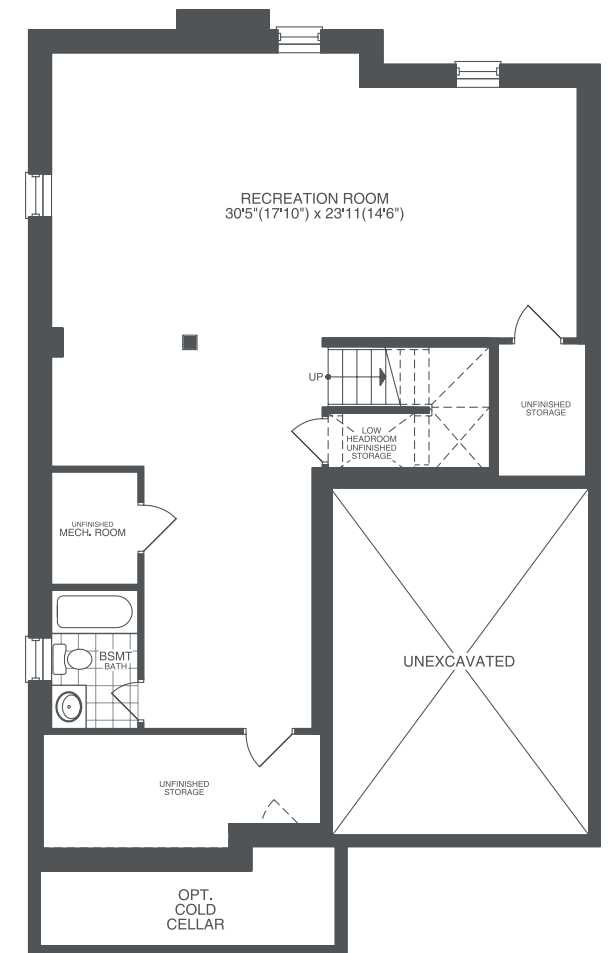 RECREATION ROOM
30'5"(17'10") x 23'11(14'6")
UP
UNFINISHED
STORAGE
LOW
HEADROOM
UNFINISHED
STORAGE
UNFINISHED
MECH. ROOM
BSMT
BATH
UNEXCAVATED
UNFINISHED
STORAGE
OPT.
COLD
CELLAR